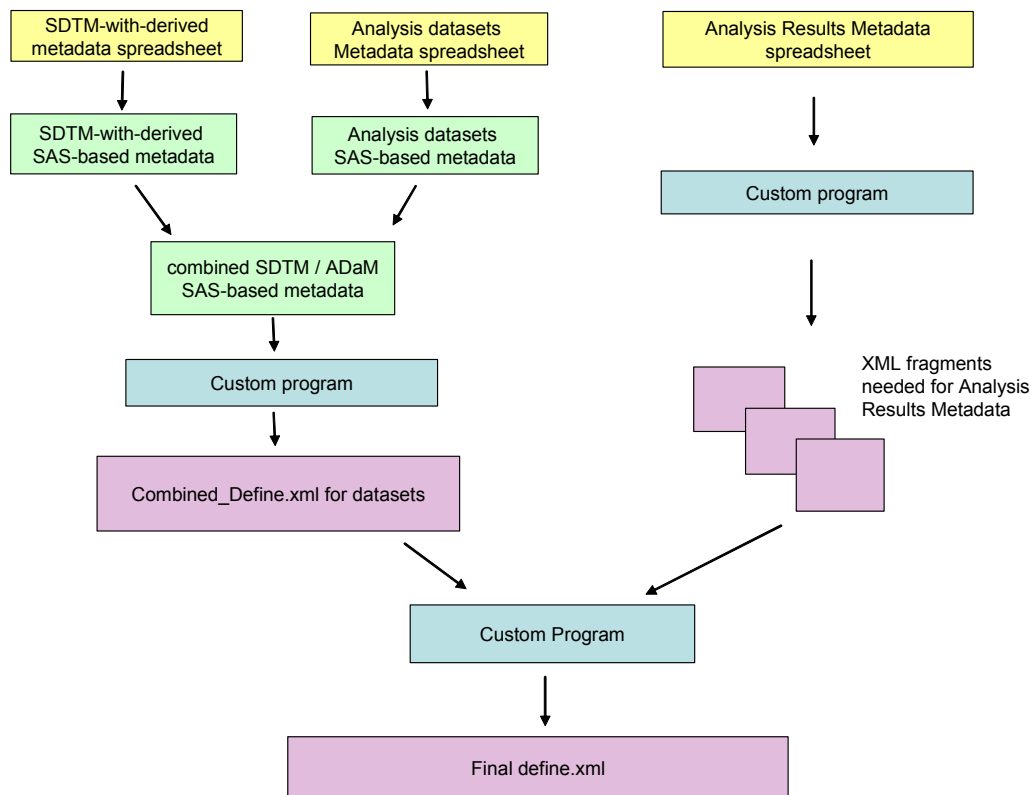 SDTM-with-derived
metadata spreadsheet
Analysis datasets
Metadata spreadsheet
Analysis Results Metadata
spreadsheet
SDTM-with-derived
SAS-based metadata
Analysis datasets
SAS-based metadata
Custom program
combined SDTM / ADaM
SAS-based metadata
Custom program
XML fragments
needed for Analysis
Results Metadata
Combined_Define.xml for datasets
Custom Program
Final define.xml